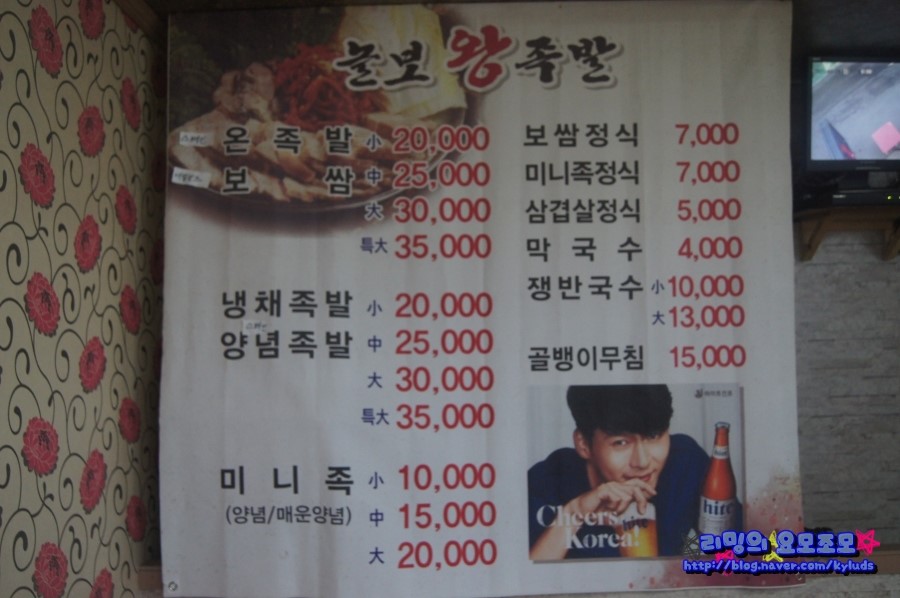 놀보 왕족발
온족발 小 20,000
보쌈 中 25,000
大 30,000
特大 35,000
냉채족발 小 20,000
양념족발 中 25,000
大 30,000
特大 35,000
미니족 小 10,000
(양념/매운양념) 中 15,000
大 20,000
보쌈정식 7,000
미니족정식 7,000
삼겹살정식 5,000
막국수 4,000
쟁반국수 小 10,000
大 13,000
골뱅이무침 15,000
Cheers,
Korea!
hite
hite
리밍의 요모조모
http://blog.naver.com/kyluds